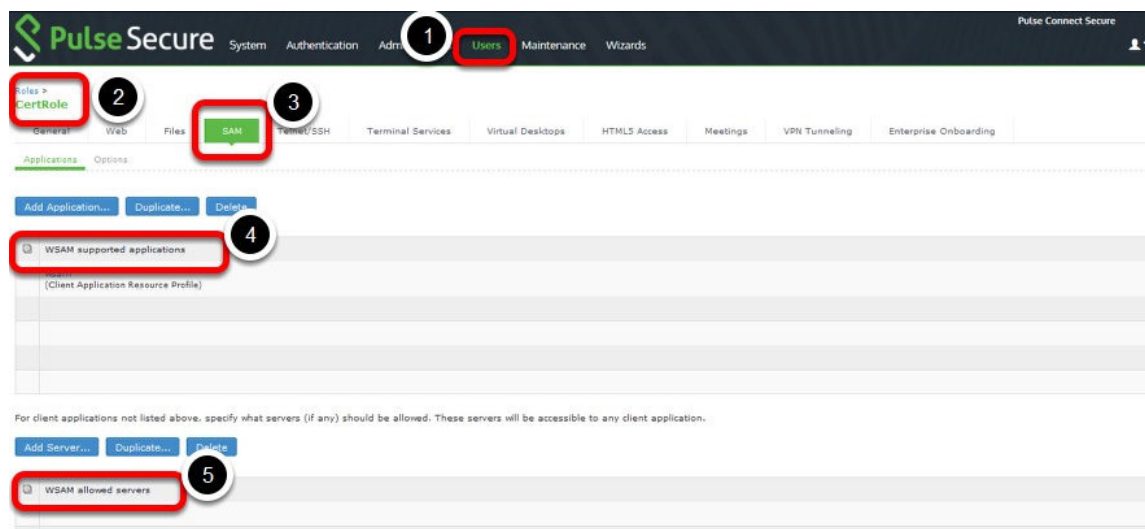 Pulse Connect Secure
Pulse Secure System Authentication Adm 1 Users Maintenance Wizards
Roles >
CertRole
2
3
General Web Files SAM Telnet/SSH Terminal Services Virtual Desktops HTML5 Access Meetings VPN Tunneling Enterprise Onboarding
Applications Options
Add Application... Duplicate... Delete
4
WSAM supported applications
(Client Application Resource Profile)
For client applications not listed above, specify what servers (if any) should be allowed. These servers will be accessible to any client application.
Add Server... Duplicate... Delete
5
WSAM allowed servers